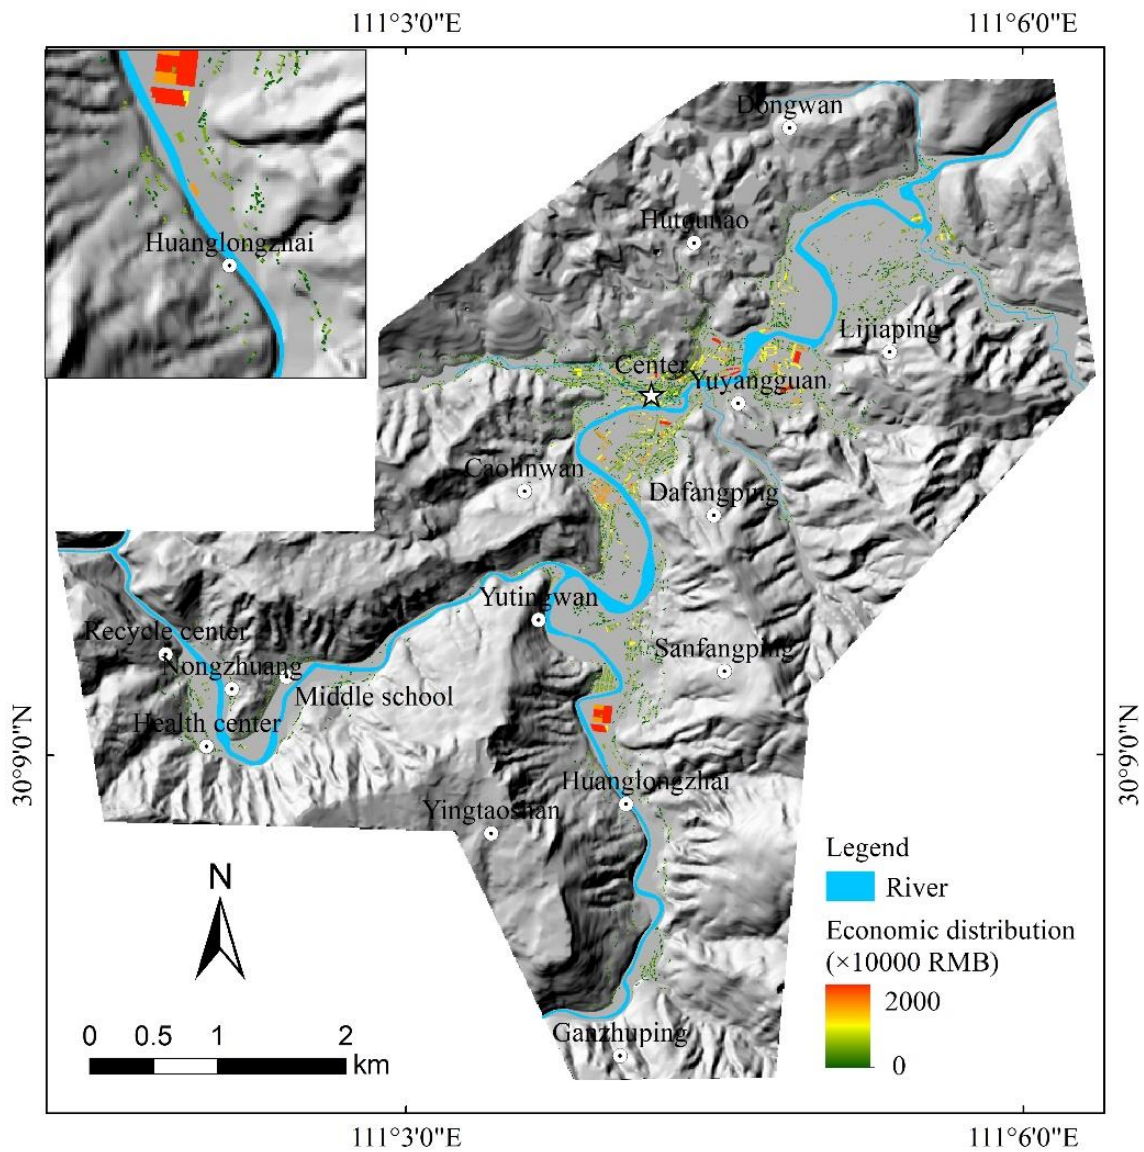 111°3'0"E
111°6'0"E
Huanglongzhai
Dongwan
Hutounao
Lijiaping
Center
Yuyangguan
Caolinwan
Dafangping
Yutingwan
Recycle center
Sanfangping
Nongzhuang
Middle school
Health center
30°9'0"N
30°9'0"N
Huanglongzhai
Yingtaoshan
Legend
River
N
Economic distribution
(×10000 RMB)
2000
0
0 0.5 1 2
km
Ganzhuping
111°3'0"E
111°6'0"E